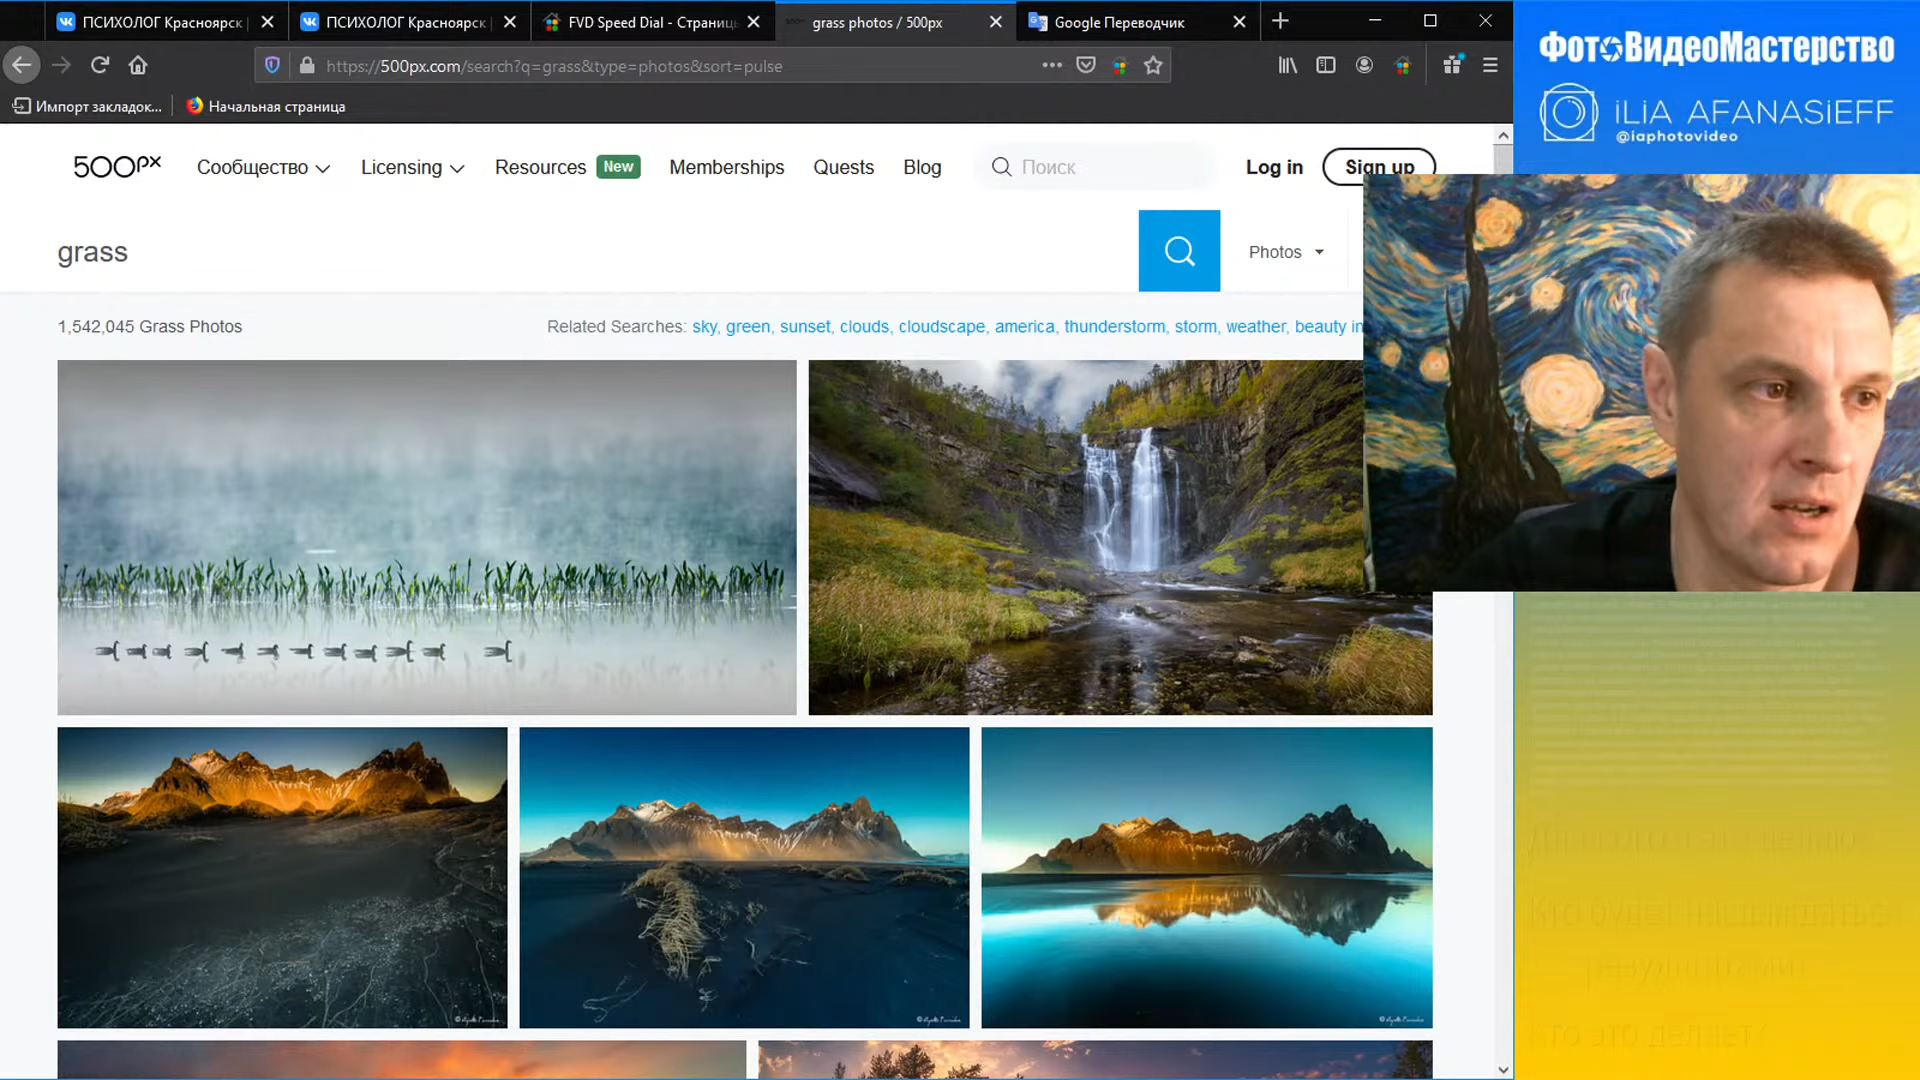 ПСИХОЛОГ Красноярск
ПСИХОЛОГ Красноярск
FVD Speed Dial - Страниц
grass photos / 500px
Google Переводчик
https://500px.com/search?q=grass&type=photos&sort=pulse
Импорт закладок...
Начальная страница
ФотоВидеоМастерство
iLiA AFANASiEFF
@iaphotovideo
500px
Сообщество
Licensing
Resources New
Memberships
Quests
Blog
Поиск
Log in
Sign up
grass
Photos
1,542,045 Grass Photos
Related Searches: sky, green, sunset, clouds, cloudscape, america, thunderstorm, storm, weather, beauty in
Кто это делает?